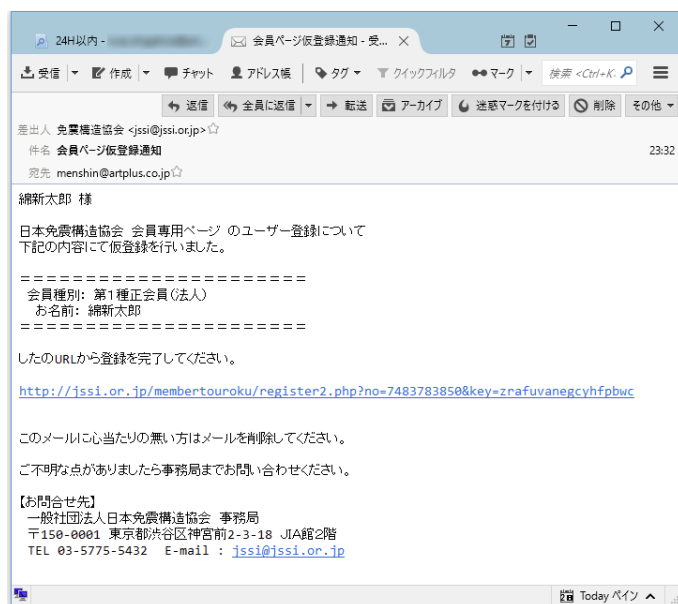 24H以内 -
会員ページ仮登録通知 - 受...
受信 作成 チャット アドレス帳 タグ クイックフィルタ マーク 検索 <Ctrl+K>
返信 全員に返信 転送 アーカイブ 迷惑マークを付ける 削除 その他
差出人 免震構造協会 <jssi@jssi.or.jp>
件名 会員ページ仮登録通知 23:32
宛先 menshin@artplus.co.jp
綿新太郎 様
日本免震構造協会 会員専用ページ のユーザー登録について
下記の内容にて仮登録を行いました。
======================
会員種別: 第1種正会員(法人)
お名前: 綿新太郎
======================
したのURLから登録を完了してください。
http://jssi.or.jp/membertouroku/register2.php?no=7483783850&key=zrafuvanegcyhfpbwc
このメールに心当たりの無い方はメールを削除してください。
ご不明な点がありましたら事務局までお問い合わせください。
【お問合せ先】
一般社団法人日本免震構造協会 事務局
〒150-0001 東京都渋谷区神宮前2-3-18 JIA館2階
TEL 03-5775-5432 E-mail : jssi@jssi.or.jp
Today ペイン